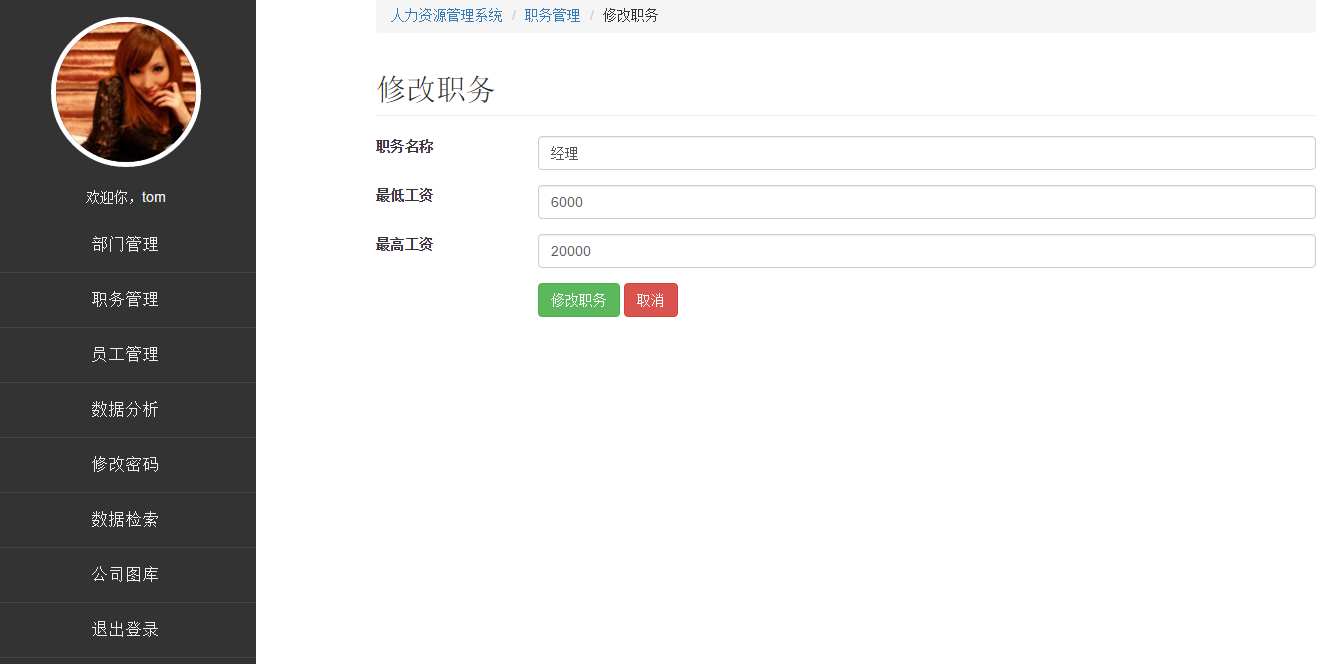 欢迎你，tom
部门管理
职务管理
员工管理
数据分析
修改密码
数据检索
公司图库
退出登录
人力资源管理系统 / 职务管理 / 修改职务
修改职务
职务名称 经理
最低工资 6000
最高工资 20000
修改职务 取消